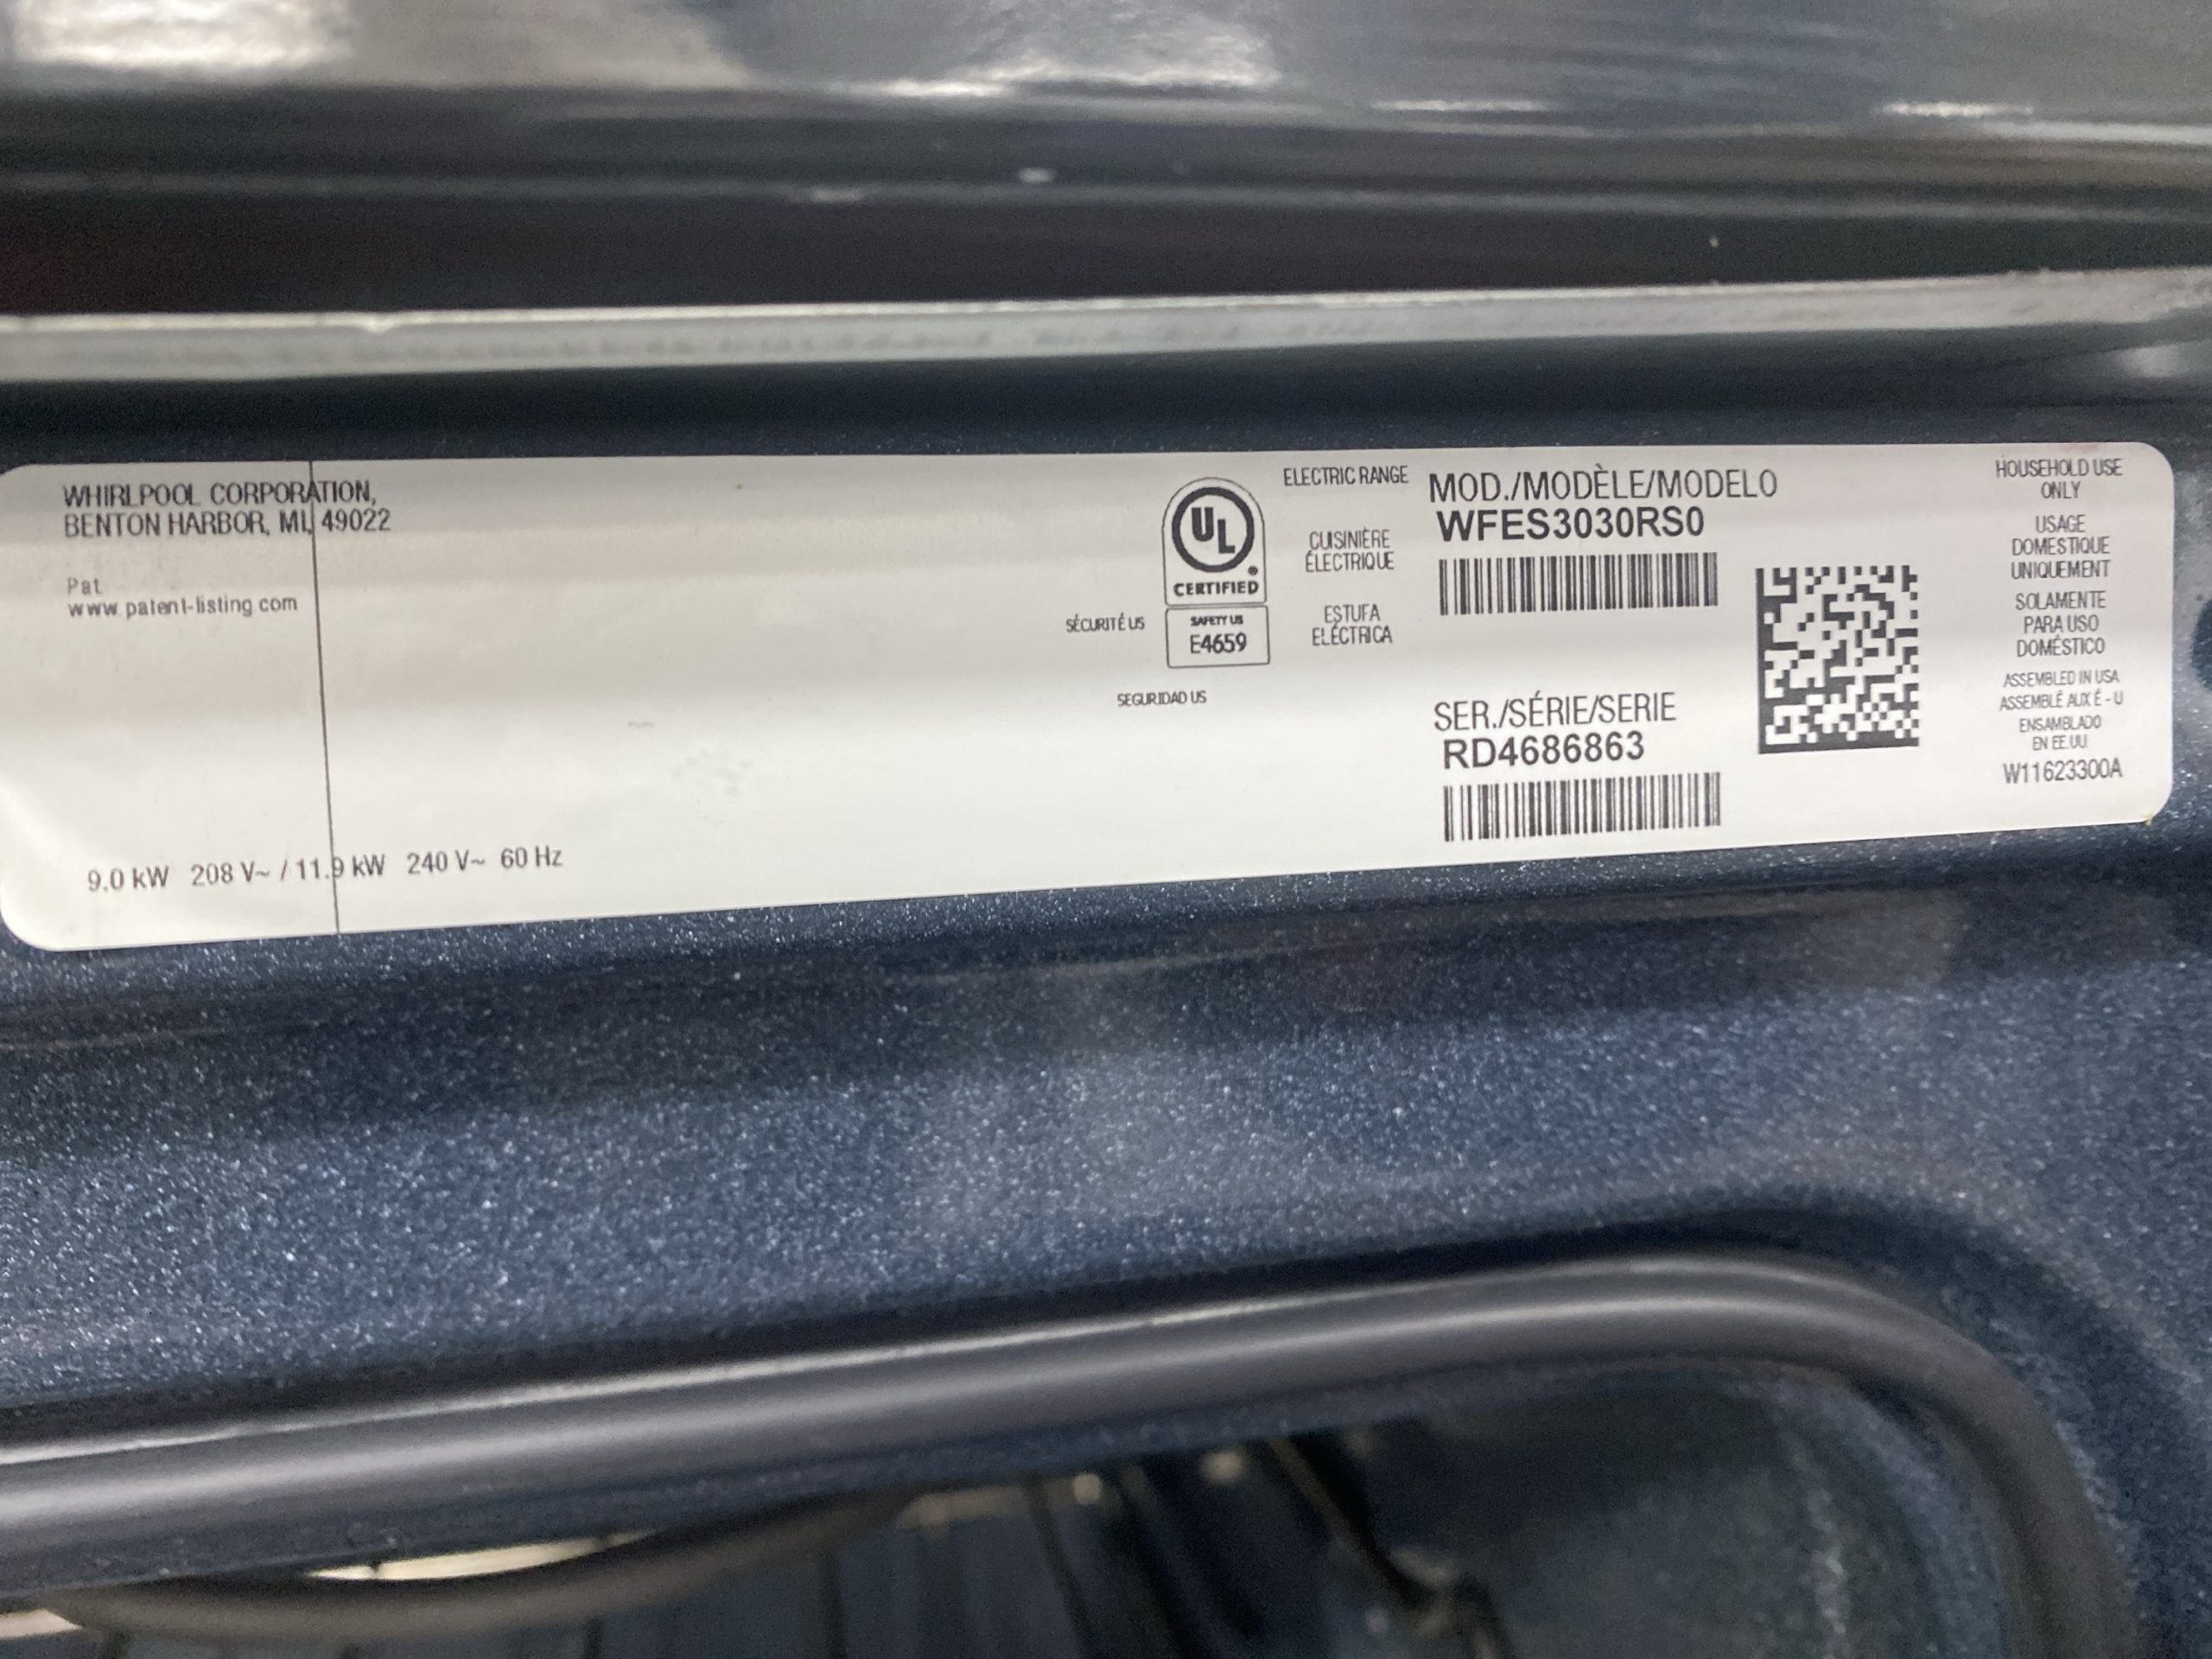 WHIRLPOOL CORPORATION,
BENTON HARBOR, MI, 49022
Pat.
www.patent-listing.com
9.0 kW 208 V~ / 11.9 kW 240 V~ 60 Hz
UL
CERTIFIED
SAFETY US
E4659
SÉCURITÉ US
SEGURIDAD US
ELECTRIC RANGE
CUISINIÈRE
ÉLECTRIQUE
ESTUFA
ELÉCTRICA
MOD./MODÈLE/MODELO
WFES3030RS0
SER./SÉRIE/SERIE
RD4686863
HOUSEHOLD USE
ONLY
USAGE
DOMESTIQUE
UNIQUEMENT
SOLAMENTE
PARA USO
DOMÉSTICO
ASSEMBLED IN USA
ASSEMBLÉ AUX É - U
ENSAMBLADO
EN EE.UU.
W11623300A